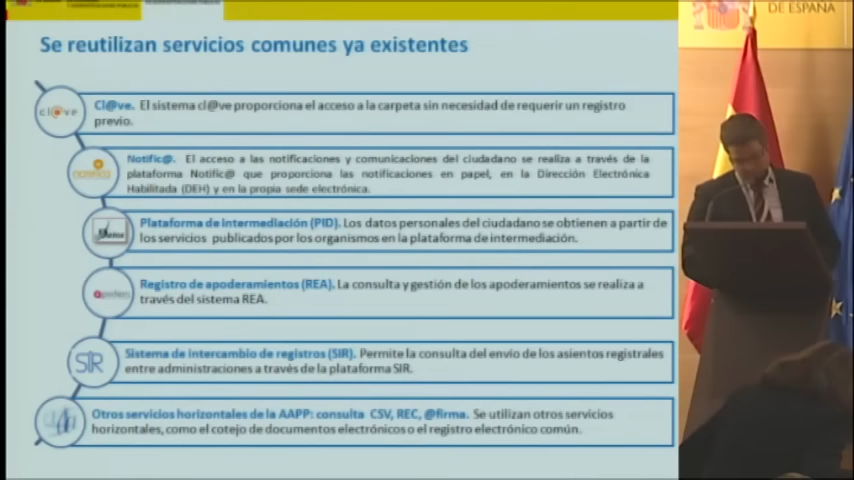 DE ESPAÑA
Se reutilizan servicios comunes ya existentes
cl@ve
Cl@ve. El sistema cl@ve proporciona el acceso a la carpeta sin necesidad de requerir un registro
previo.
notific@
Notific@. El acceso a las notificaciones y comunicaciones del ciudadano se realiza a través de la
plataforma Notific@ que proporciona las notificaciones en papel, en la Dirección Electrónica
Habilitada (DEH) y en la propia sede electrónica.
Plataforma de intermediación (PID). Los datos personales del ciudadano se obtienen a partir de
los servicios publicados por los organismos en la plataforma de intermediación.
Registro de apoderamientos (REA). La consulta y gestión de los apoderamientos se realiza a
través del sistema REA.
SIR
Sistema de intercambio de registros (SIR). Permite la consulta del envío de los asientos registrales
entre administraciones a través de la plataforma SIR.
Otros servicios horizontales de la AAPP: consulta CSV, REC, @firma. Se utilizan otros servicios
horizontales, como el cotejo de documentos electrónicos o el registro electrónico común.